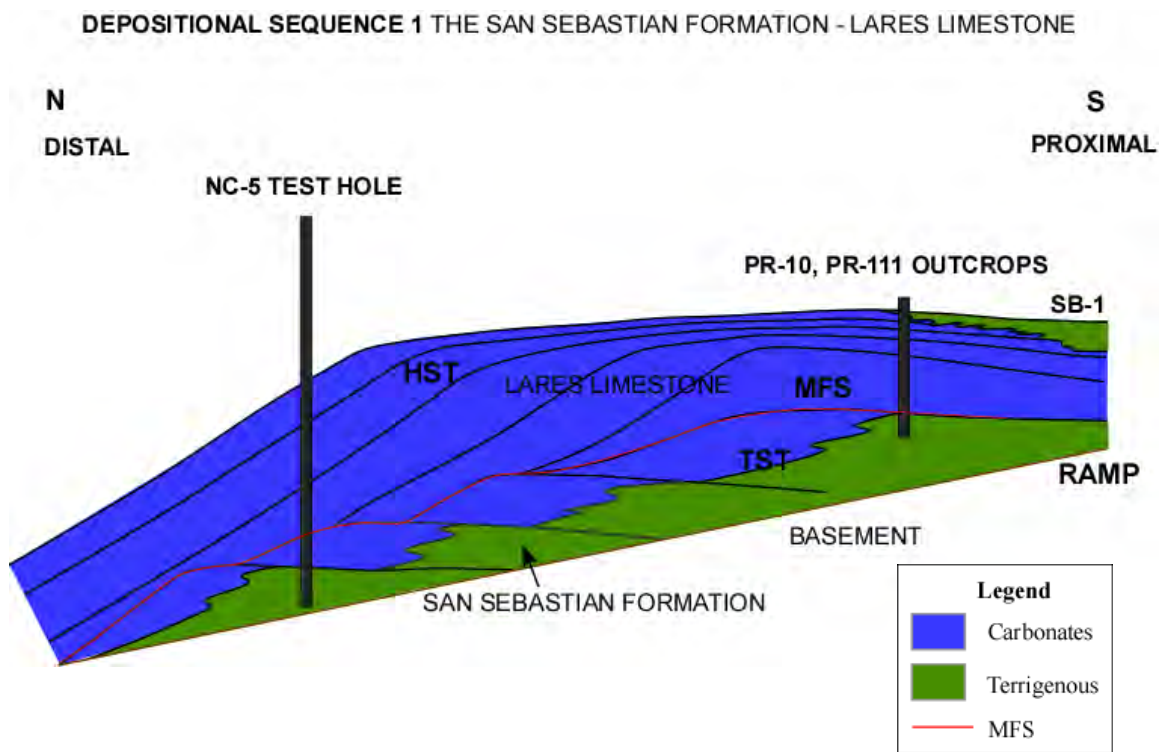 DEPOSITIONAL SEQUENCE 1 THE SAN SEBASTIAN FORMATION - LARES LIMESTONE
N
S
DISTAL
PROXIMAL
NC-5 TEST HOLE
PR-10, PR-111 OUTCROPS
SB-1
HST
LARES LIMESTONE
MFS
TST
RAMP
BASEMENT
SAN SEBASTIAN FORMATION
Legend
Carbonates
Terrigenous
MFS